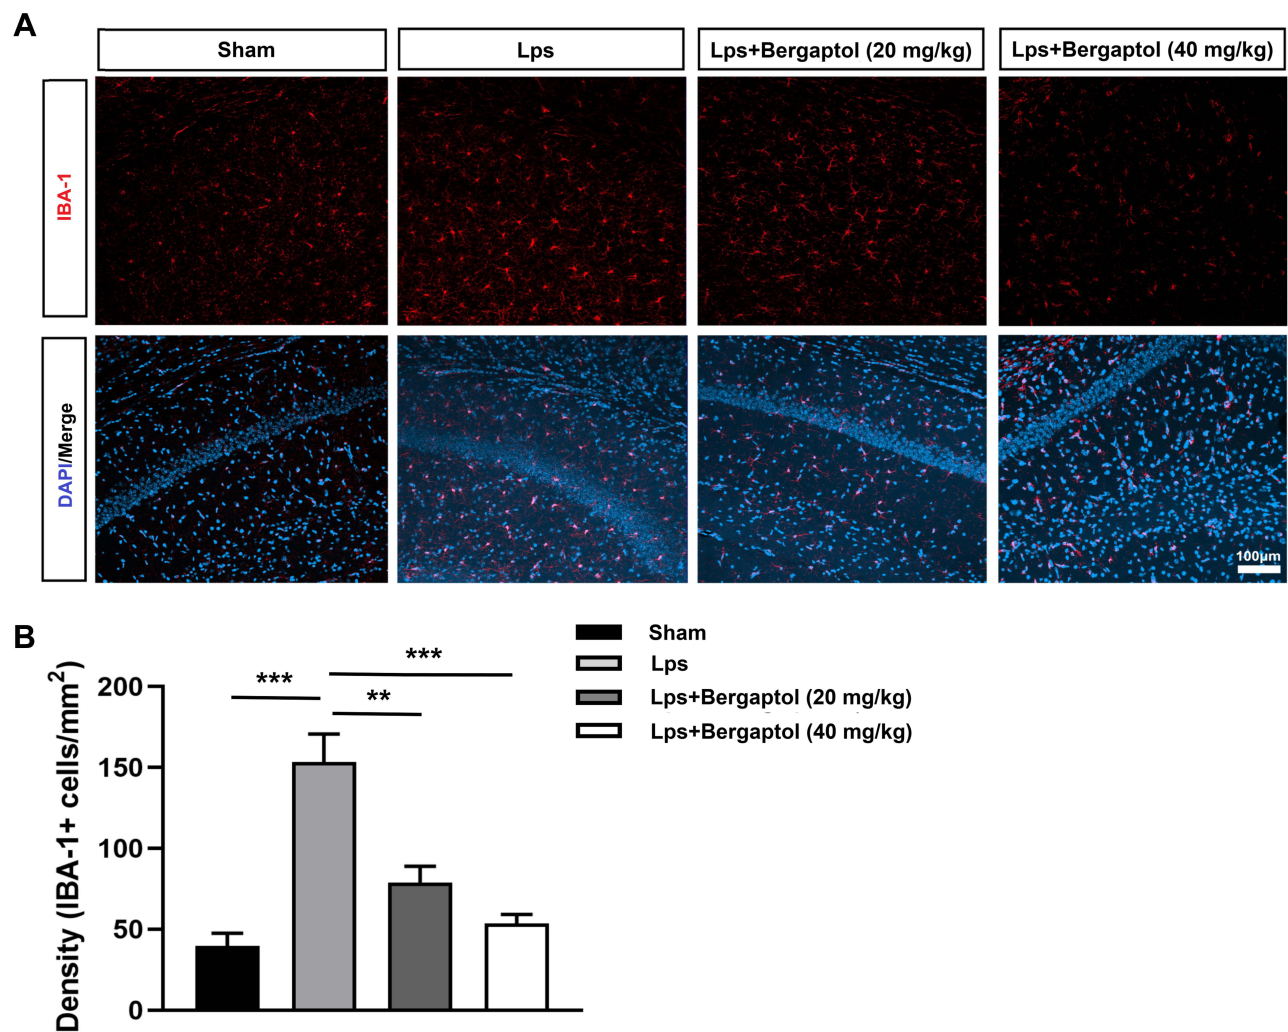 A
Sham
Lps
Lps+Bergaptol (20 mg/kg)
Lps+Bergaptol (40 mg/kg)
IBA-1
DAPI/Merge
100μm
B
Density (IBA-1+ cells/mm²)
200
150
100
50
0
***
**
***
Sham
Lps
Lps+Bergaptol (20 mg/kg)
Lps+Bergaptol (40 mg/kg)